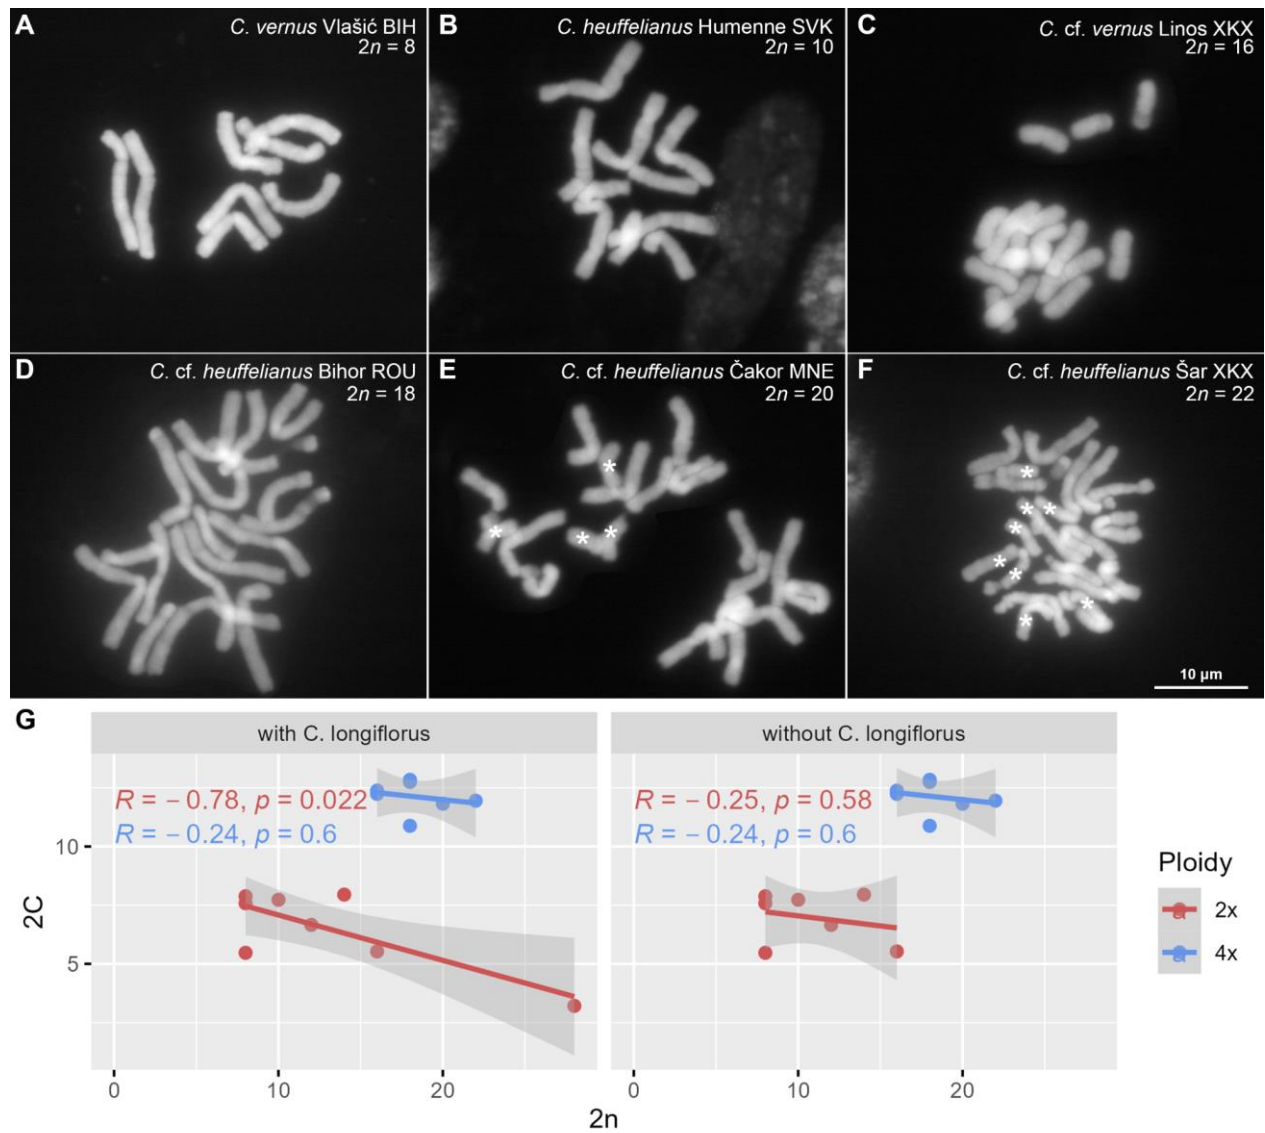 A
C. vernus Vlašić BIH
2n = 8
B
C. heuffelianus Humenne SVK
2n = 10
C
C. cf. vernus Linos XKX
2n = 16
D
C. cf. heuffelianus Bihor ROU
2n = 18
E
C. cf. heuffelianus Čakor MNE
2n = 20
* * * *
F
C. cf. heuffelianus Šar XKX
2n = 22
* * * * * * * *
10 µm
G
with C. longiflorus
without C. longiflorus
R = − 0.78, p = 0.022
R = − 0.24, p = 0.6
R = − 0.25, p = 0.58
R = − 0.24, p = 0.6
10
5
2C
0 10 20
0 10 20
2n
Ploidy
a 2x
a 4x